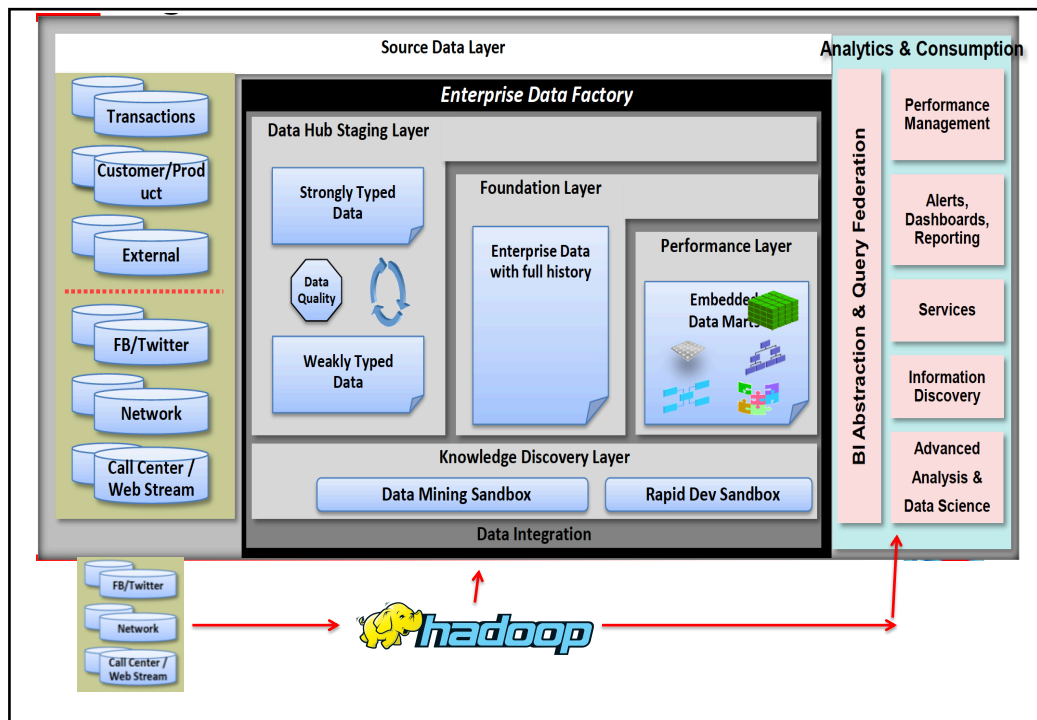 Source Data Layer
Analytics & Consumption
Transactions
Customer/Prod
uct
External
FB/Twitter
Network
Call Center /
Web Stream
Enterprise Data Factory
Data Hub Staging Layer
Strongly Typed
Data
Data
Quality
Weakly Typed
Data
Foundation Layer
Enterprise Data
with full history
Performance Layer
Embedded
Data Marts
Knowledge Discovery Layer
Data Mining Sandbox
Rapid Dev Sandbox
Data Integration
BI Abstraction & Query Federation
Performance
Management
Alerts,
Dashboards,
Reporting
Services
Information
Discovery
Advanced
Analysis &
Data Science
FB/Twitter
Network
Call Center /
Web Stream
hadoop